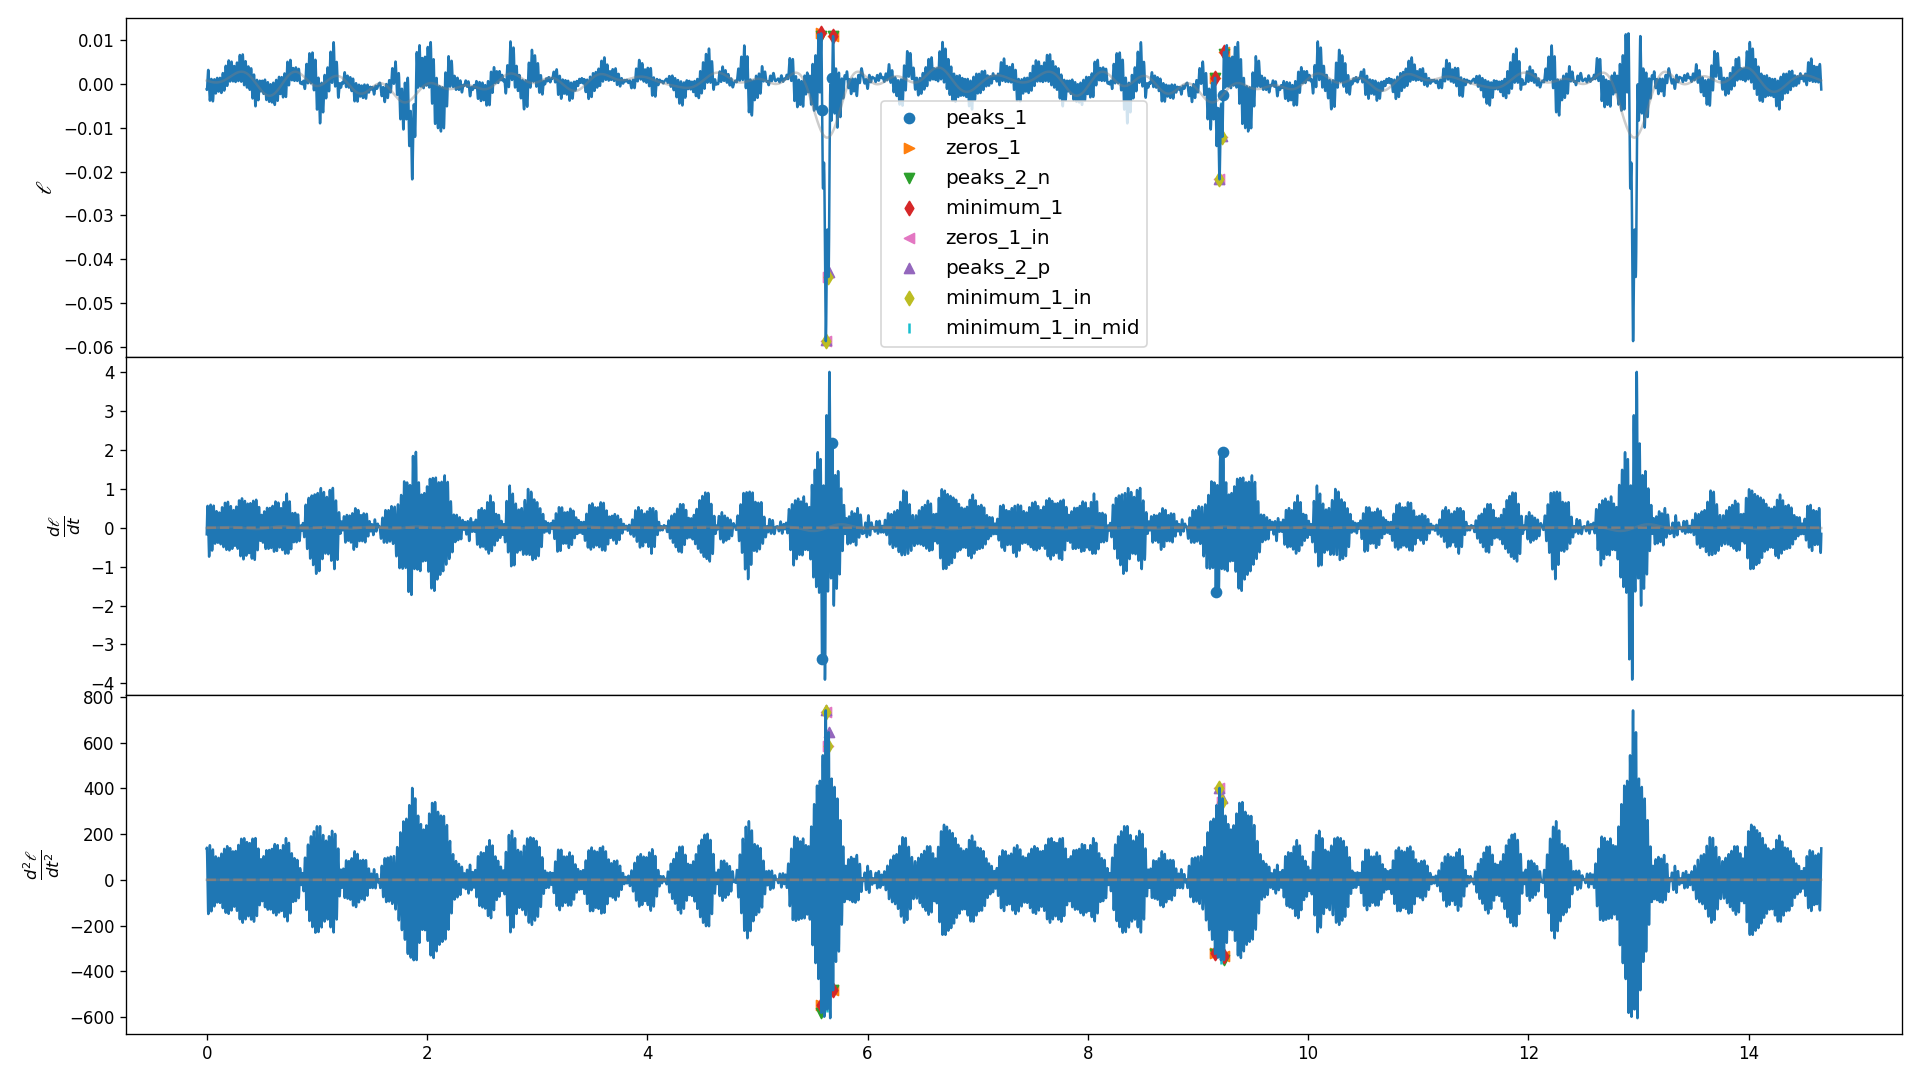 0.01
0.00
−0.01
−0.02
−0.03
−0.04
−0.05
−0.06
ℓ
peaks_1
zeros_1
peaks_2_n
minimum_1
zeros_1_in
peaks_2_p
minimum_1_in
minimum_1_in_mid
4
3
2
1
0
−1
−2
−3
−4
dℓ
dt
800
600
400
200
0
−200
−400
−600
d²ℓ
dt²
0 2 4 6 8 10 12 14